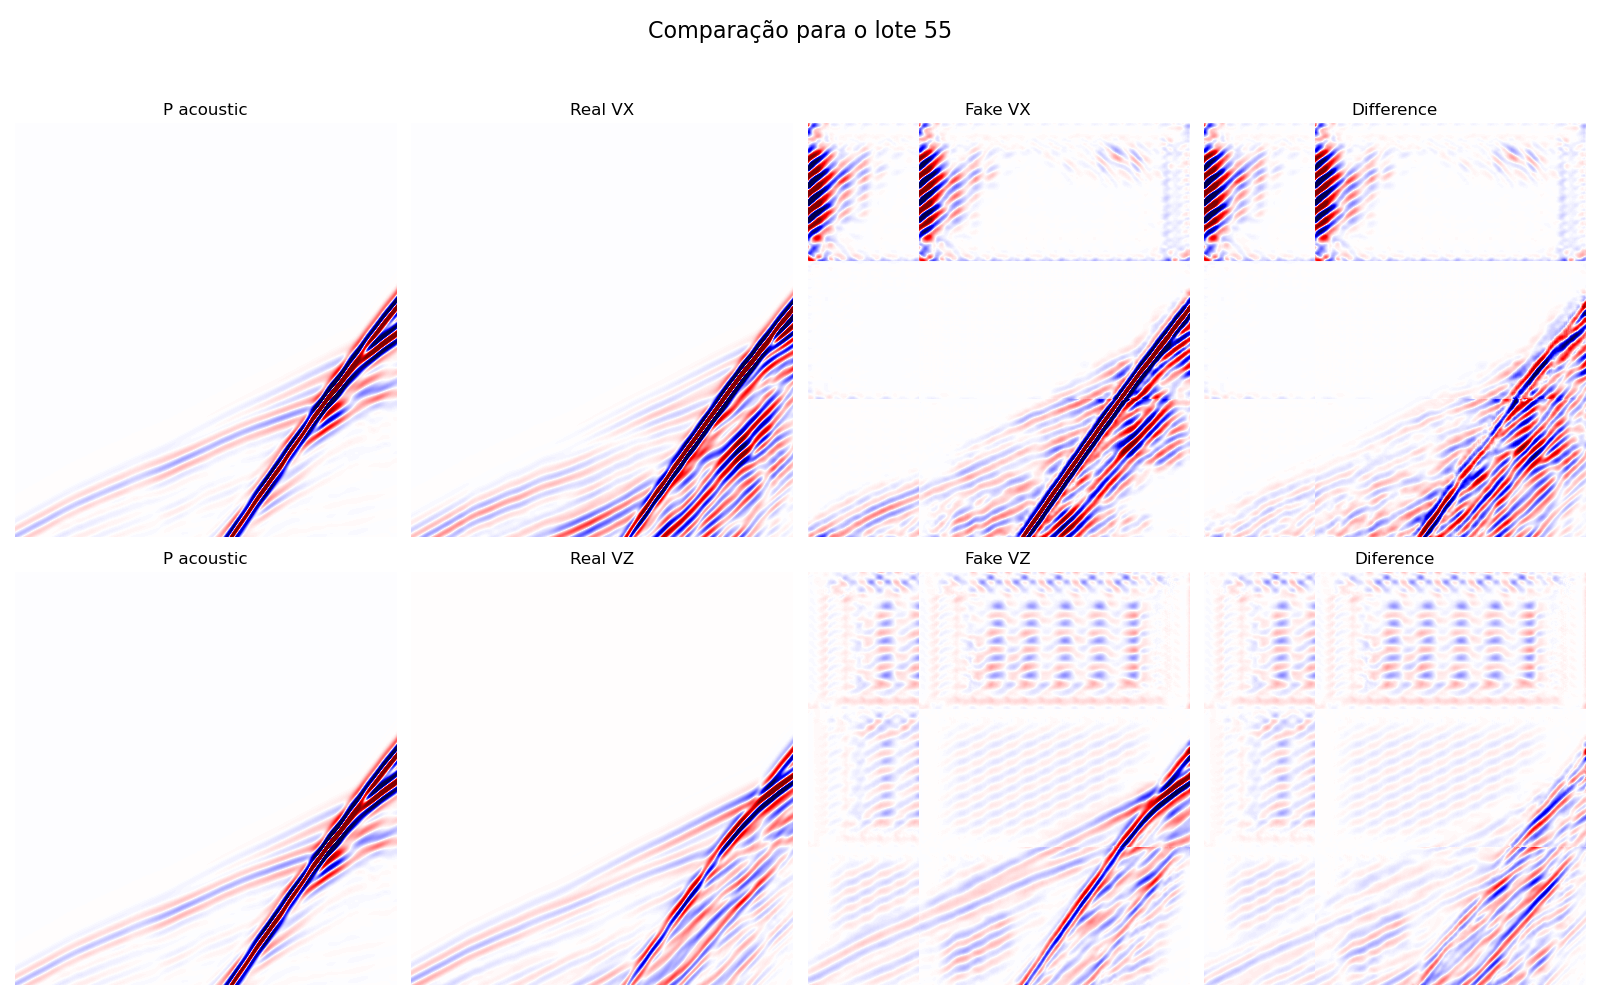 Comparação para o lote 55
P acoustic
Real VX
Fake VX
Difference
P acoustic
Real VZ
Fake VZ
Diference